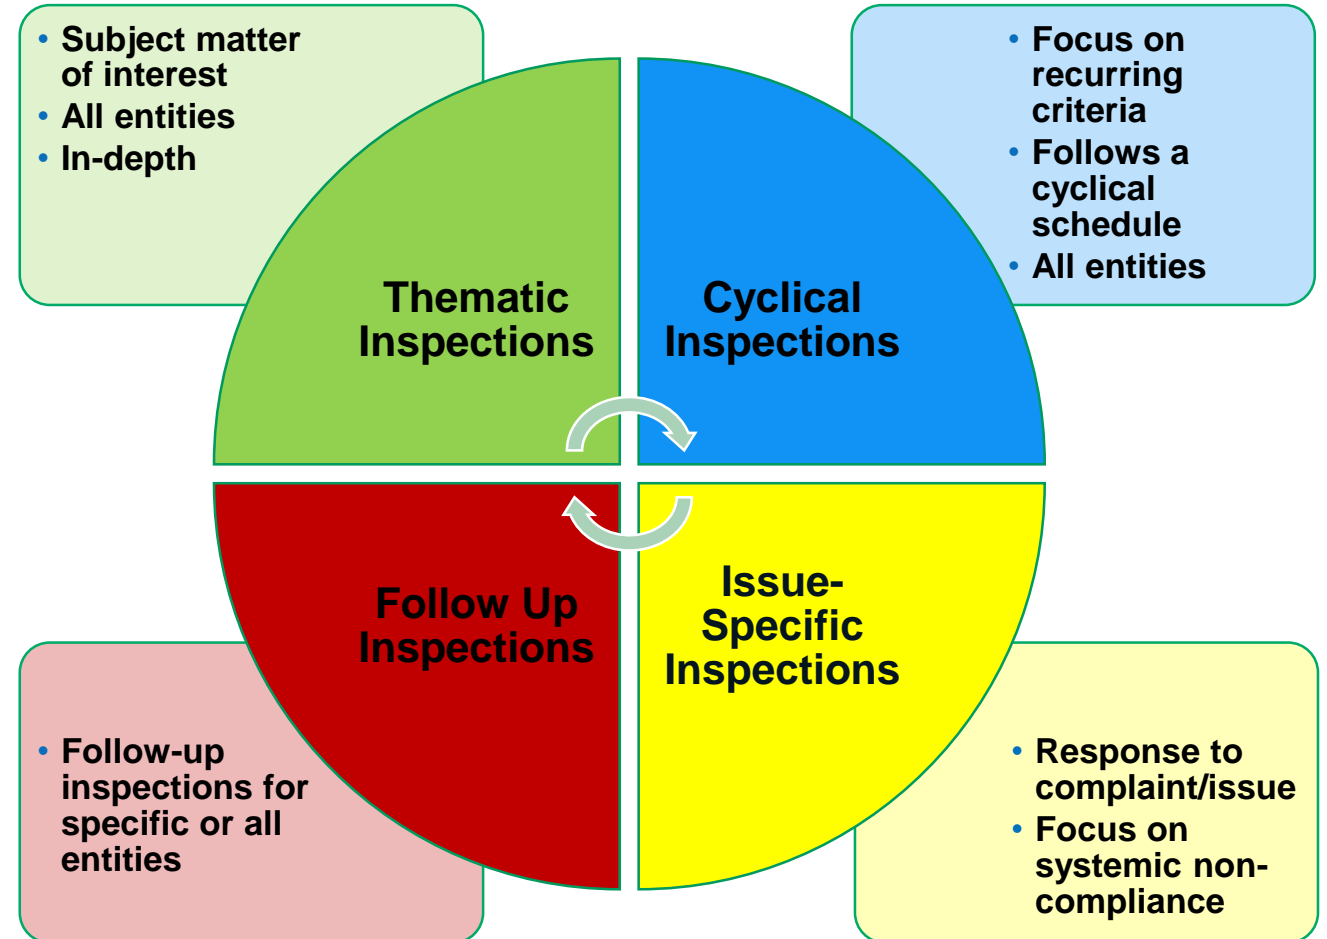 • Subject matter
of interest
• All entities
• In-depth
• Focus on
recurring
criteria
• Follows a
cyclical
schedule
• All entities
Thematic
Inspections
Cyclical
Inspections
Follow Up
Inspections
Issue-
Specific
Inspections
• Follow-up
inspections for
specific or all
entities
• Response to
complaint/issue
• Focus on
systemic non-
compliance